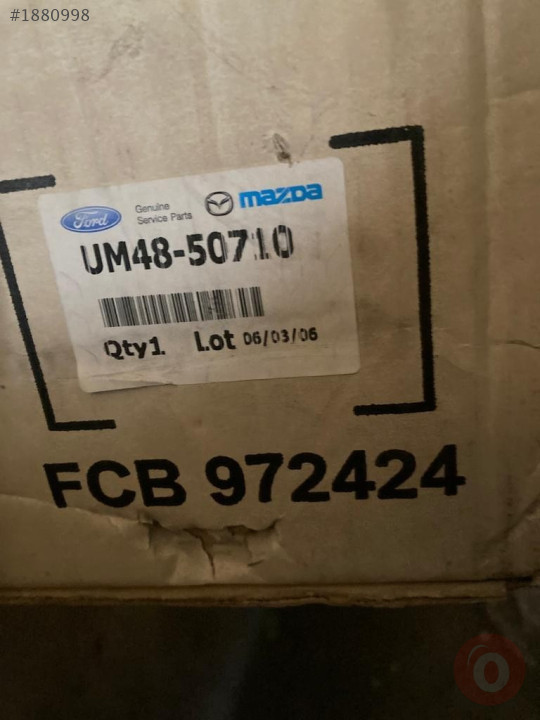 #1880998
Ford
Genuine
Service Parts
mazda
UM48-50710
Qty1. Lot 06/03/06
FCB 972424